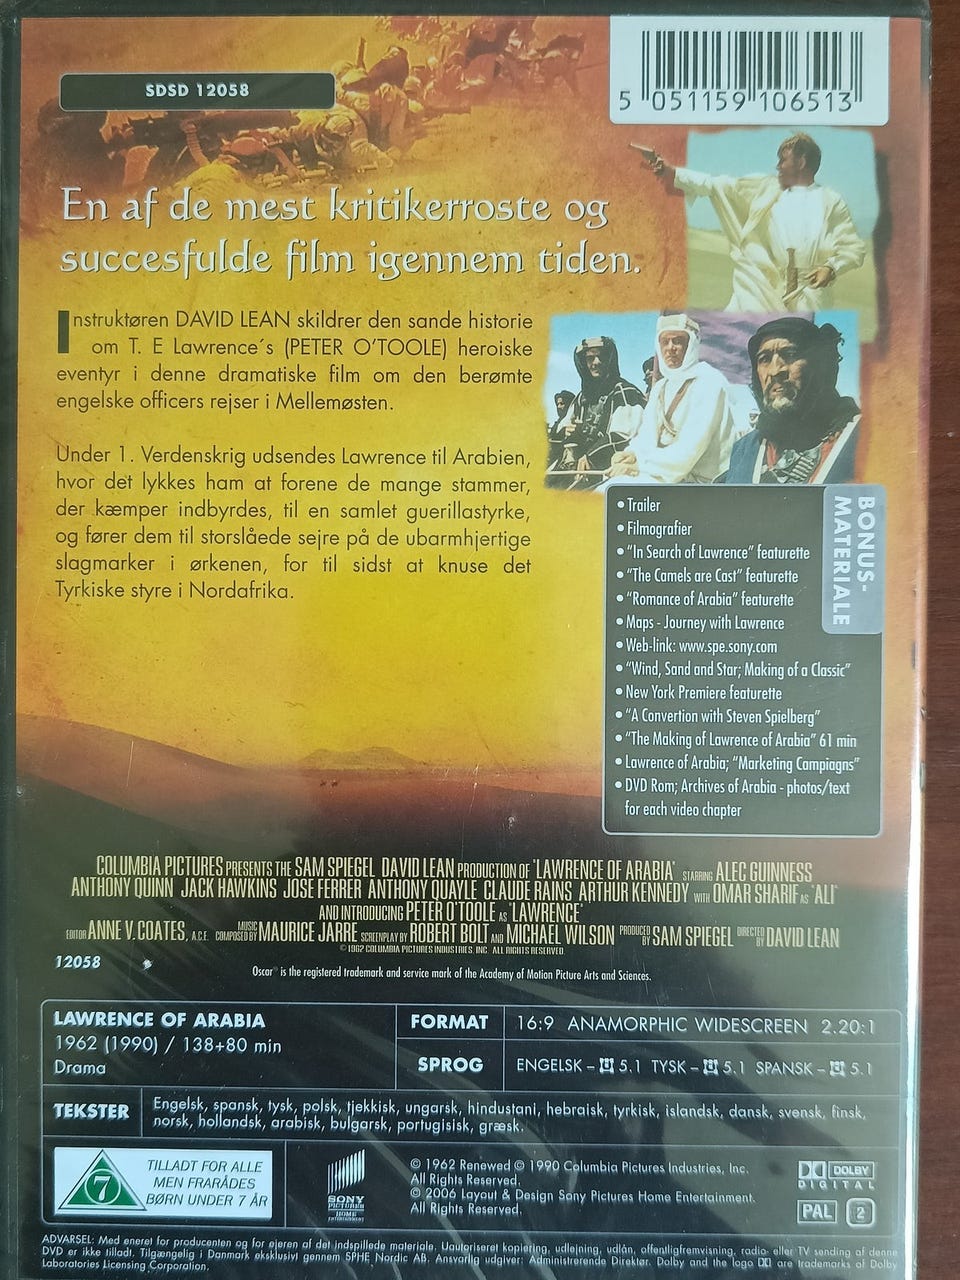 SDSD 12058
5 051159 106513
En af de mest kritikerroste og
succesfulde film igennem tiden.
Instruktøren DAVID LEAN skildrer den sande historie
om T. E Lawrence´s (PETER O'TOOLE) heroiske
eventyr i denne dramatiske film om den berømte
engelske officers rejser i Mellemøsten.
Under 1. Verdenskrig udsendes Lawrence til Arabien,
hvor det lykkes ham at forene de mange stammer,
der kæmper indbyrdes, til en samlet guerillastyrke,
og fører dem til storslåede sejre på de ubarmhjertige
slagmarker i ørkenen, for til sidst at knuse det
Tyrkiske styre i Nordafrika.
BONUS-
MATERIALE
• Trailer
• Filmografier
• "In Search of Lawrence" featurette
• "The Camels are Cast" featurette
• "Romance of Arabia" featurette
• Maps - Journey with Lawrence
• Web-link: www.spe.sony.com
• "Wind, Sand and Star; Making of a Classic"
• New York Premiere featurette
• "A Convertion with Steven Spielberg"
• "The Making of Lawrence of Arabia" 61 min
• Lawrence of Arabia; "Marketing Campiagns"
• DVD Rom; Archives of Arabia - photos/text
for each video chapter
COLUMBIA PICTURES PRESENTS THE SAM SPIEGEL DAVID LEAN PRODUCTION OF "LAWRENCE OF ARABIA" STARRING ALEC GUINNESS
ANTHONY QUINN JACK HAWKINS JOSE FERRER ANTHONY QUAYLE CLAUDE RAINS ARTHUR KENNEDY WITH OMAR SHARIF AS "ALI"
AND INTRODUCING PETER O'TOOLE AS "LAWRENCE"
EDITOR ANNE V. COATES, A.C.E. MUSIC COMPOSED BY MAURICE JARRE SCREENPLAY BY ROBERT BOLT AND MICHAEL WILSON PRODUCED BY SAM SPIEGEL DIRECTED BY DAVID LEAN
© 1962 COLUMBIA PICTURES INDUSTRIES, INC. ALL RIGHTS RESERVED.
12058
Oscar® is the registered trademark and service mark of the Academy of Motion Picture Arts and Sciences.
LAWRENCE OF ARABIA
1962 (1990) / 138+80 min
Drama
FORMAT 16:9 ANAMORPHIC WIDESCREEN 2.20:1
SPROG ENGELSK – 5.1 TYSK – 5.1 SPANSK – 5.1
TEKSTER Engelsk, spansk, tysk, polsk, tjekkisk, ungarsk, hindustani, hebraisk, tyrkisk, islandsk, dansk, svensk, finsk,
norsk, hollandsk, arabisk, bulgarsk, portugisisk, græsk.
7
TILLADT FOR ALLE
MEN FRARÅDES
BØRN UNDER 7 ÅR
SONY
PICTURES
HOME
Entertainment
© 1962 Renewed © 1990 Columbia Pictures Industries, Inc.
All Rights Reserved.
© 2006 Layout & Design Sony Pictures Home Entertainment.
All Rights Reserved.
DOLBY
DIGITAL
PAL 2
ADVARSEL: Med eneret for producenten og for ejeren af det indspillede materiale. Uautoriseret kopiering, udlejning, udlån, offentligfremvisning, radio- eller TV sending af denne
DVD er ikke tilladt. Tilgængelig i Danmark eksklusivt gennem SPHE Nordic AB. Ansvarlig udgiver: Administrerende Direktør. Dolby and the logo are trademarks of Dolby
Laboratories Licensing Corporation.